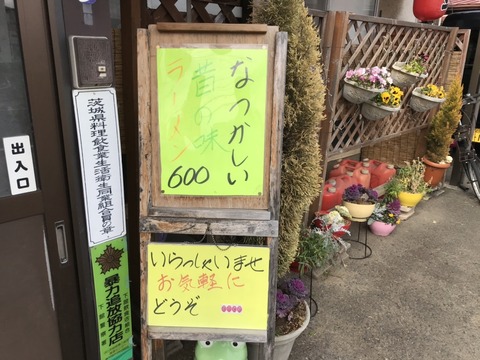 なつかしい
昔の味
ラーメン
600
いらっしゃいませ
お気軽に
どうぞ
出入口
茨城県料理飲食業生活衛生同業組合員の章
暴力追放協力店